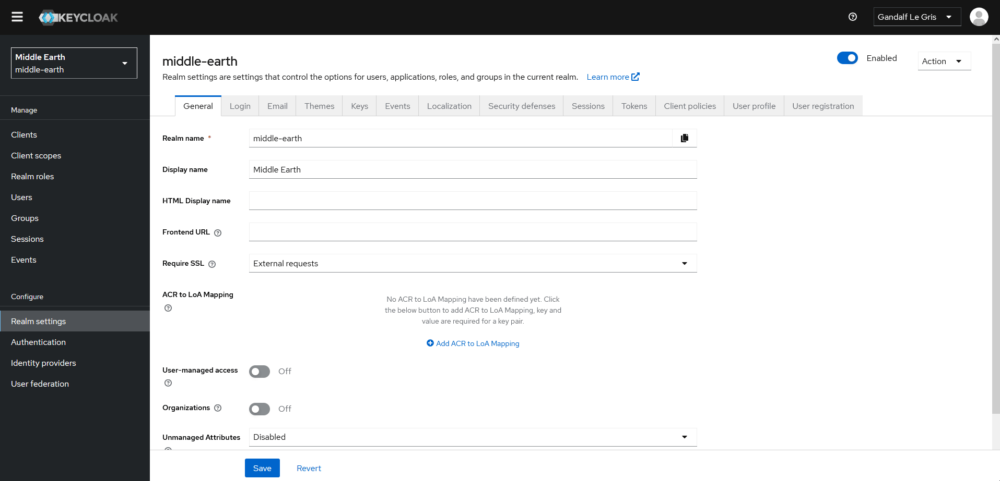 KEYCLOAK
Gandalf Le Gris
Middle Earth
middle-earth
Manage
Clients
Client scopes
Realm roles
Users
Groups
Sessions
Events
Configure
Realm settings
Authentication
Identity providers
User federation
middle-earth
Enabled
Action
Realm settings are settings that control the options for users, applications, roles, and groups in the current realm. Learn more
General Login Email Themes Keys Events Localization Security defenses Sessions Tokens Client policies User profile User registration
Realm name * middle-earth
Display name Middle Earth
HTML Display name
Frontend URL
Require SSL External requests
ACR to LoA Mapping
No ACR to LoA Mapping have been defined yet. Click
the below button to add ACR to LoA Mapping, key and
value are required for a key pair.
Add ACR to LoA Mapping
User-managed access Off
Organizations Off
Unmanaged Attributes Disabled
Save Revert